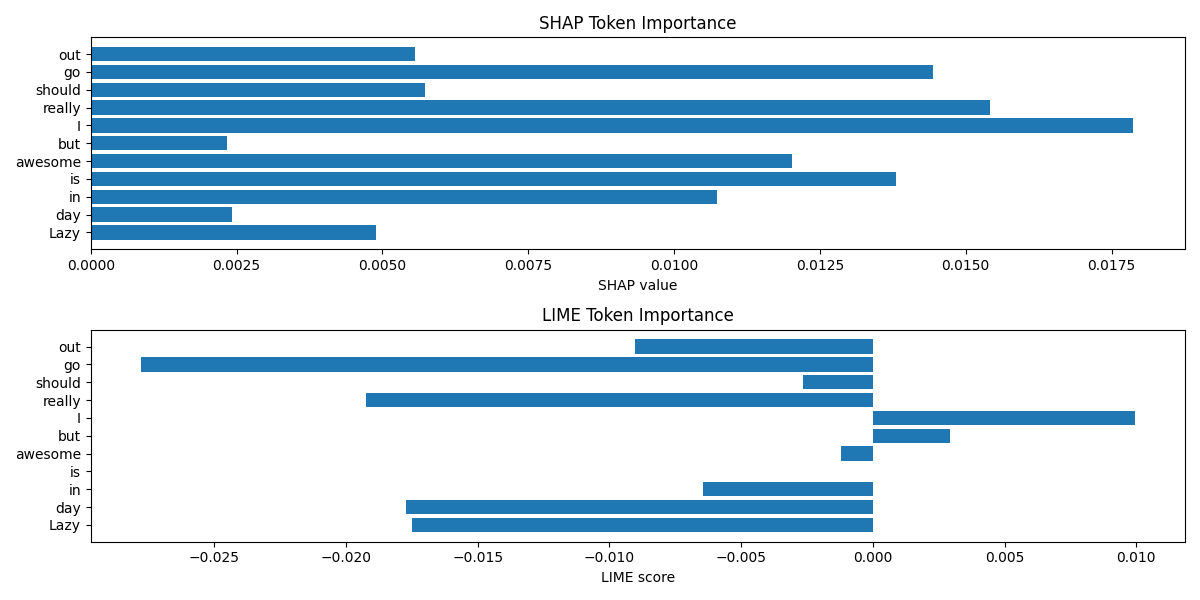 SHAP Token Importance
out
go
should
really
I
but
awesome
is
in
day
Lazy
0.0000 0.0025 0.0050 0.0075 0.0100 0.0125 0.0150 0.0175
SHAP value
LIME Token Importance
out
go
should
really
I
but
awesome
is
in
day
Lazy
−0.025 −0.020 −0.015 −0.010 −0.005 0.000 0.005 0.010
LIME score